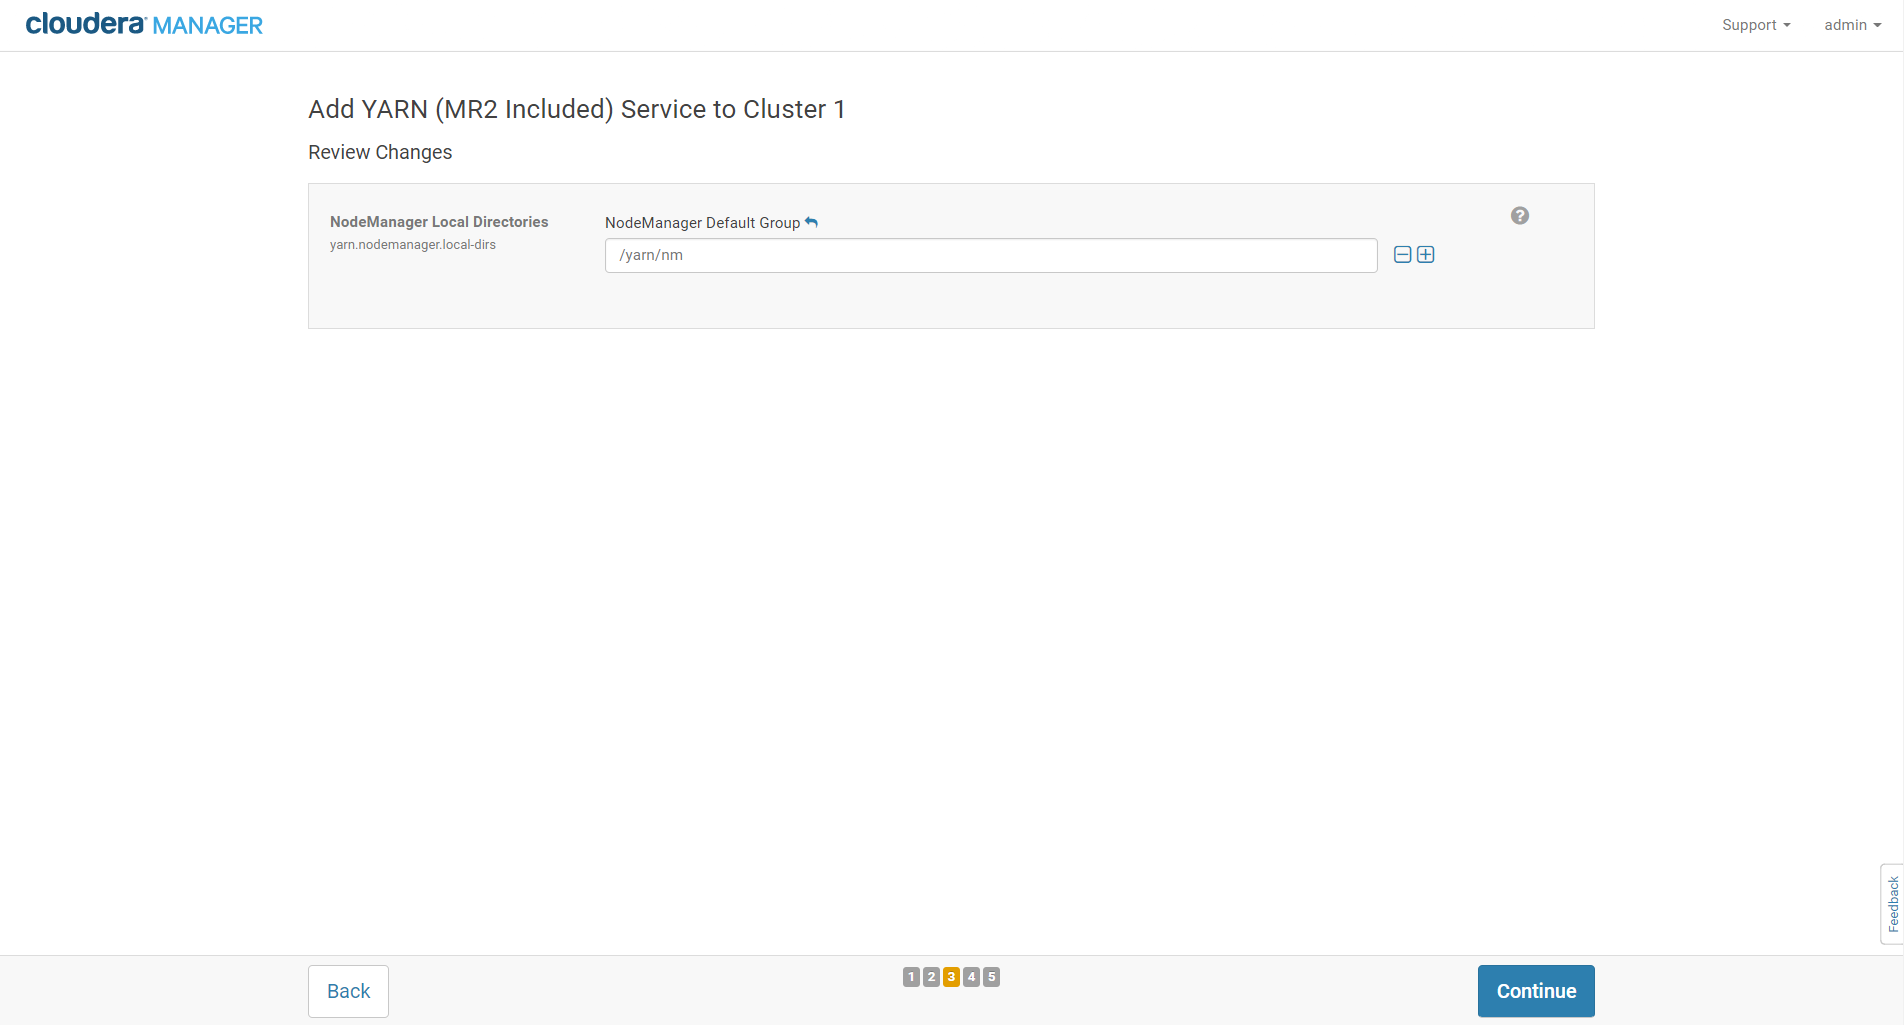 cloudera MANAGER
Support
admin
Add YARN (MR2 Included) Service to Cluster 1
Review Changes
NodeManager Local Directories
yarn.nodemanager.local-dirs
NodeManager Default Group
/yarn/nm
?
Feedback
Back
1 2 3 4 5
Continue